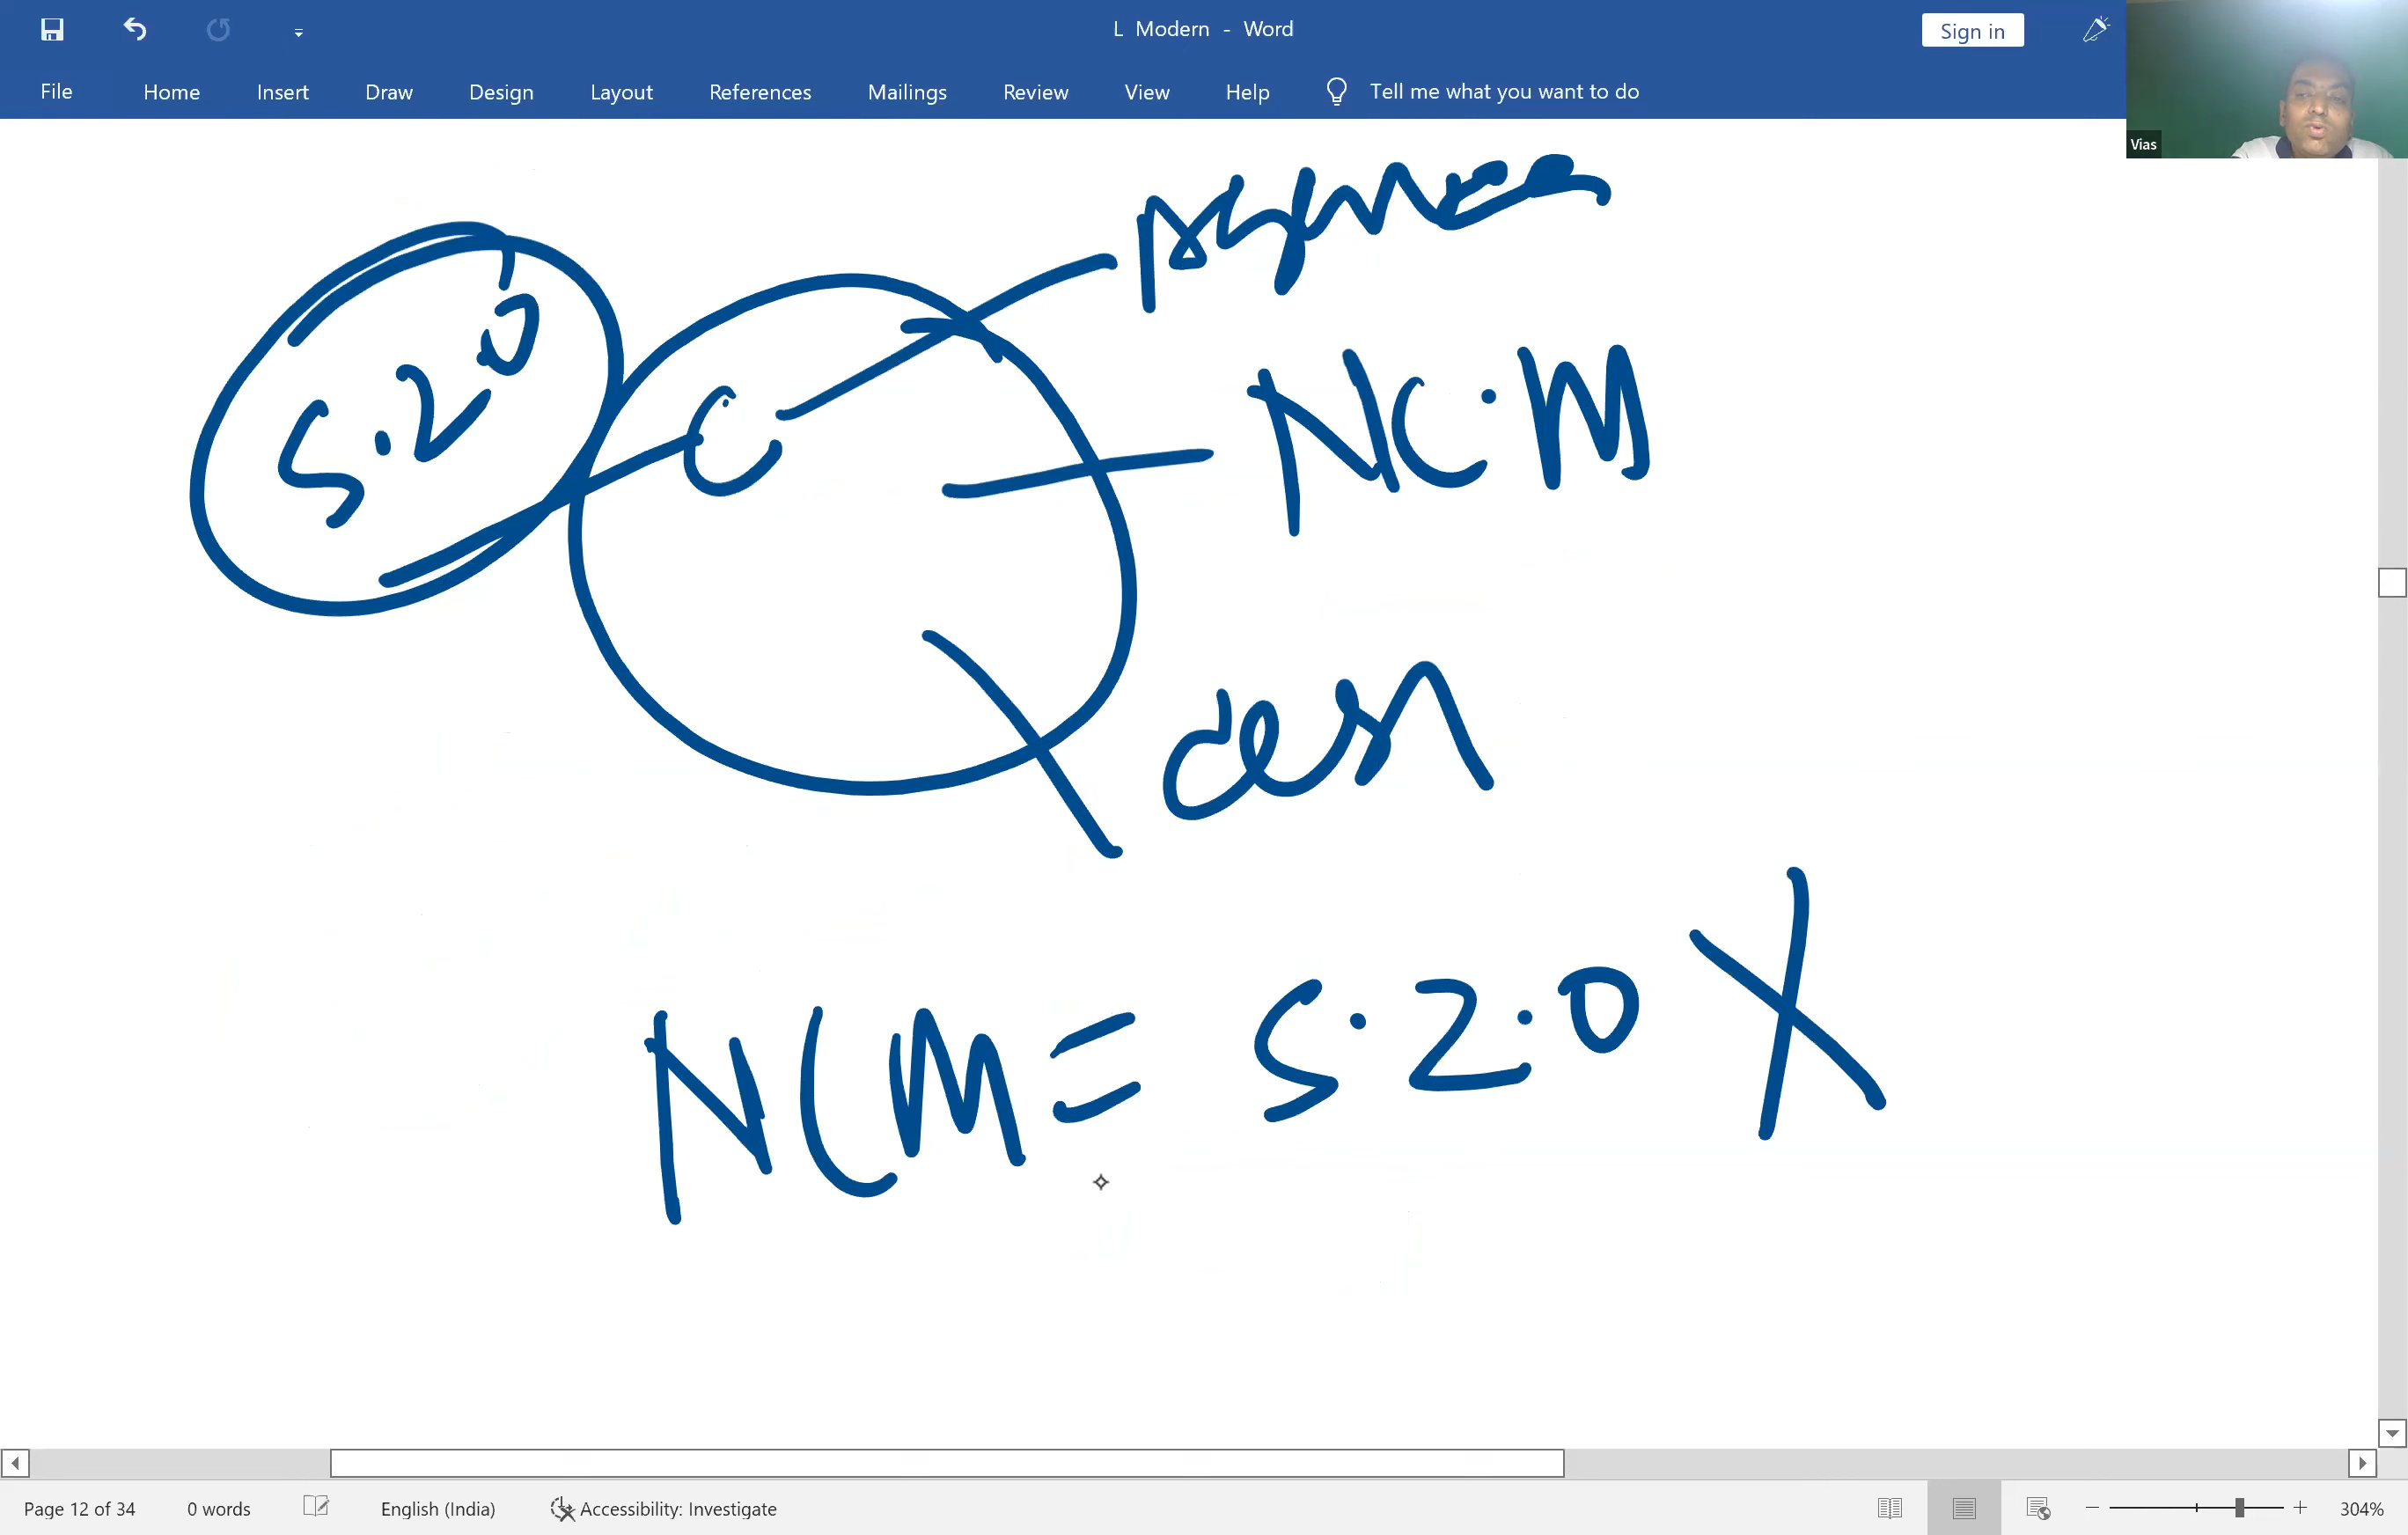 L Modern - Word
Sign in
File Home Insert Draw Design Layout References Mailings Review View Help Tell me what you want to do
Vias
S.2.0
C
NC.M
den
NCM = S.2.0 X
Page 12 of 34 0 words English (India) Accessibility: Investigate 304%